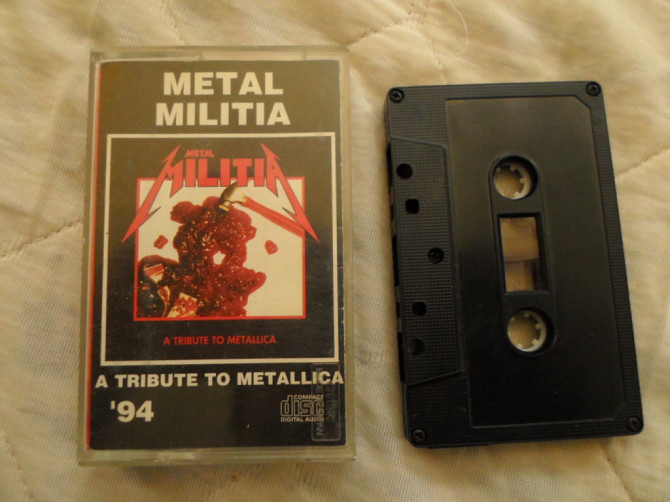 METAL
MILITIA
METAL
MILITIA
A TRIBUTE TO METALLICA
A TRIBUTE TO METALLICA
'94
COMPACT
disc
DIGITAL AUDIO